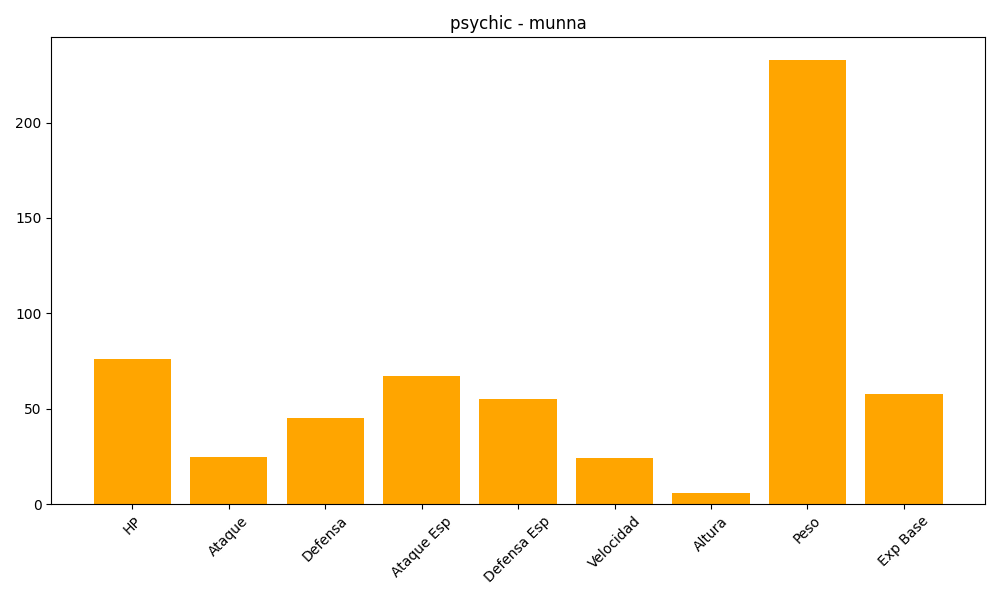 psychic - munna
200
150
100
50
0
HP
Ataque
Defensa
Ataque Esp
Defensa Esp
Velocidad
Altura
Peso
Exp Base